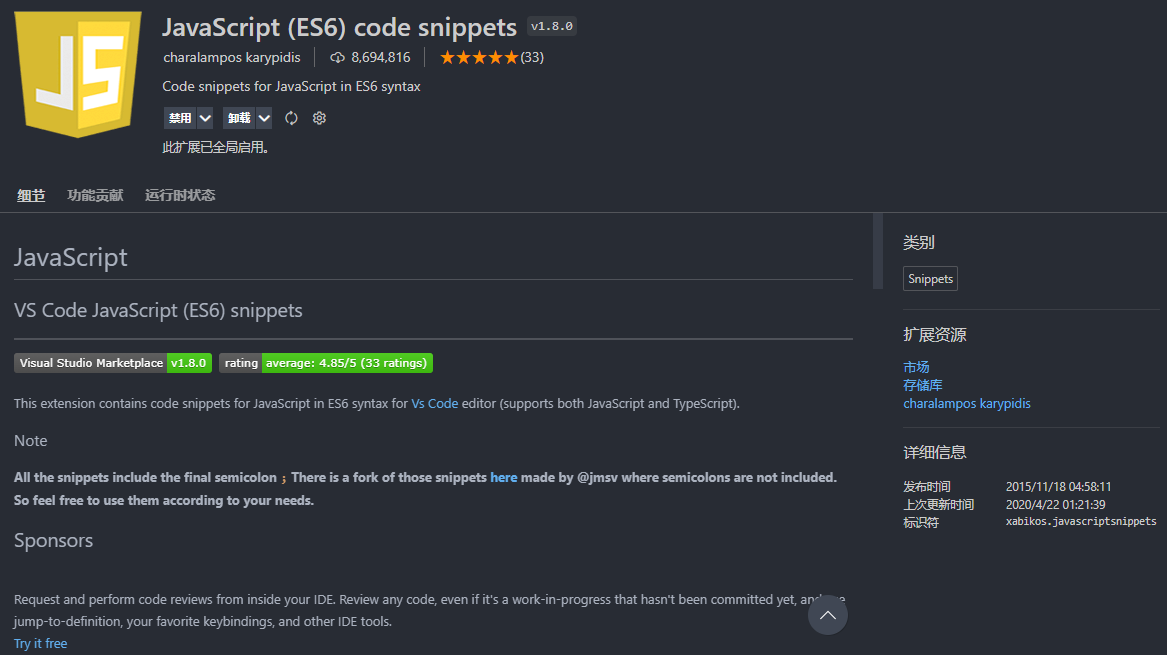 JS
JavaScript (ES6) code snippets v1.8.0
charalampos karypidis 8,694,816 (33)
Code snippets for JavaScript in ES6 syntax
禁用 卸载
此扩展已全局启用。
细节 功能贡献 运行时状态
JavaScript
VS Code JavaScript (ES6) snippets
Visual Studio Marketplace v1.8.0 rating average: 4.85/5 (33 ratings)
This extension contains code snippets for JavaScript in ES6 syntax for Vs Code editor (supports both JavaScript and TypeScript).
Note
All the snippets include the final semicolon ; There is a fork of those snippets here made by @jmsv where semicolons are not included.
So feel free to use them according to your needs.
Sponsors
Request and perform code reviews from inside your IDE. Review any code, even if it's a work-in-progress that hasn't been committed yet, and
jump-to-definition, your favorite keybindings, and other IDE tools.
Try it free
类别
Snippets
扩展资源
市场
存储库
charalampos karypidis
详细信息
发布时间 2015/11/18 04:58:11
上次更新时间 2020/4/22 01:21:39
标识符 xabikos.javascriptsnippets